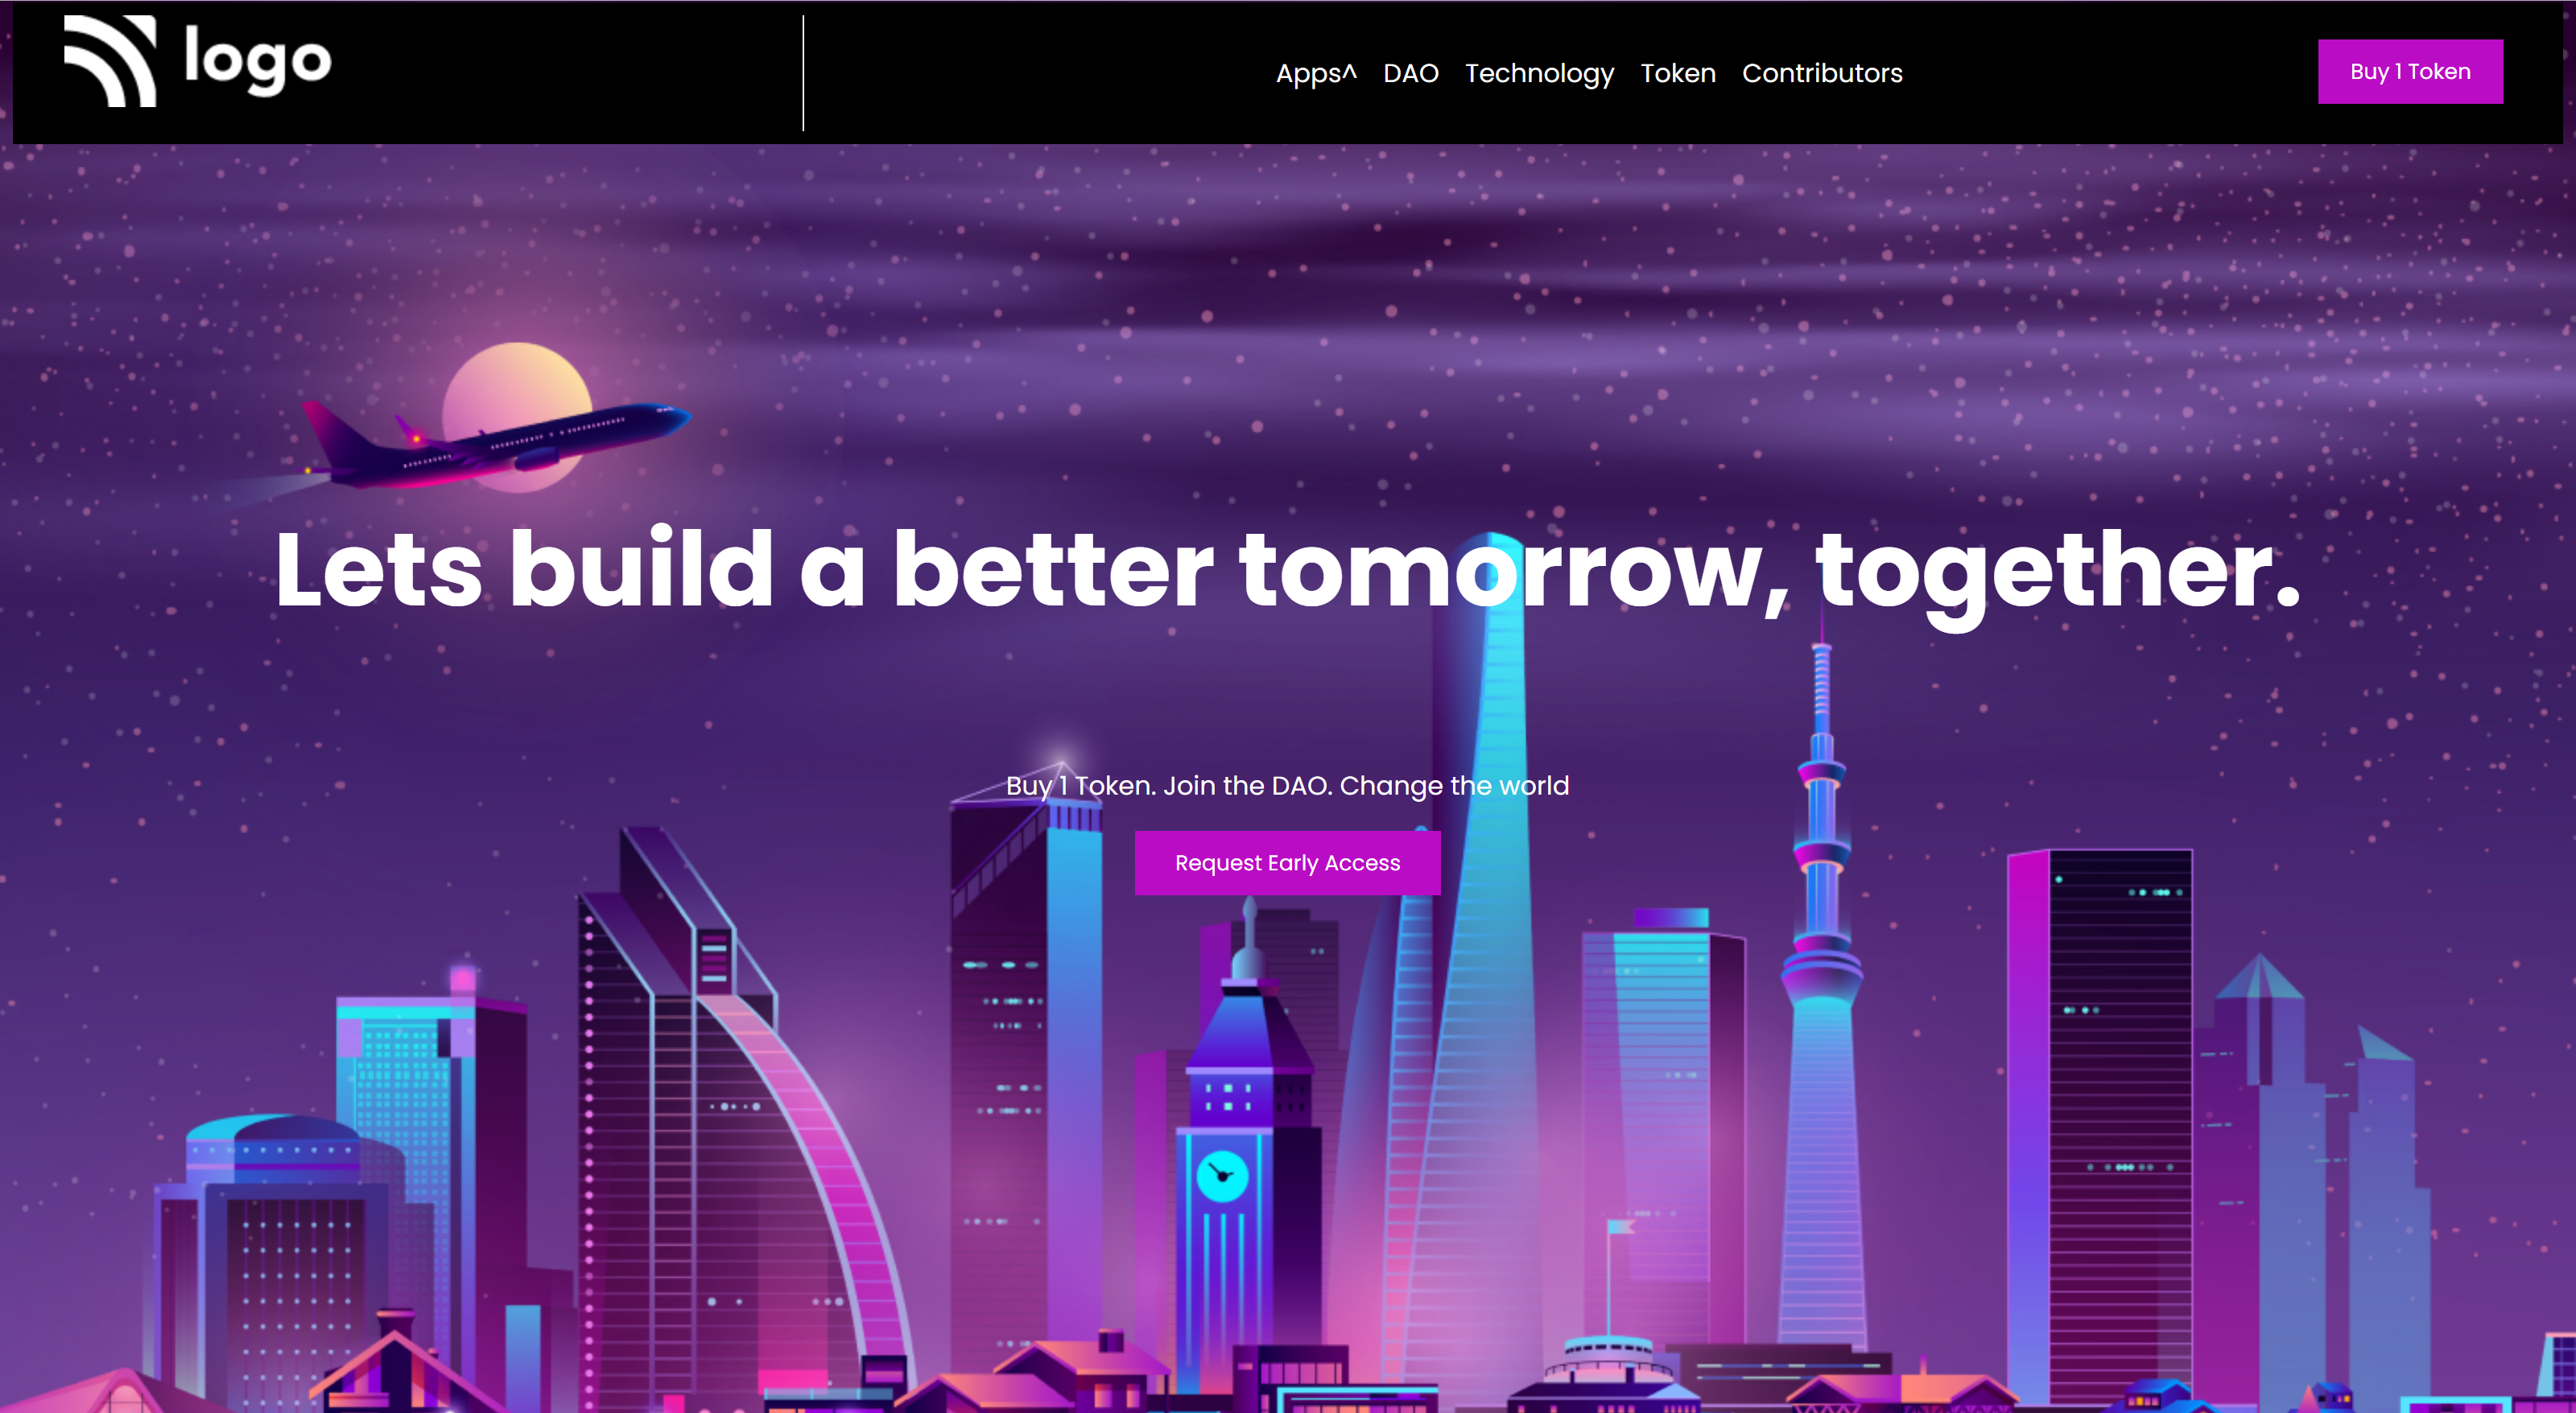 logo
Apps^ DAO Technology Token Contributors
Buy 1 Token
Lets build a better tomorrow, together.
Buy 1 Token. Join the DAO. Change the world
Request Early Access